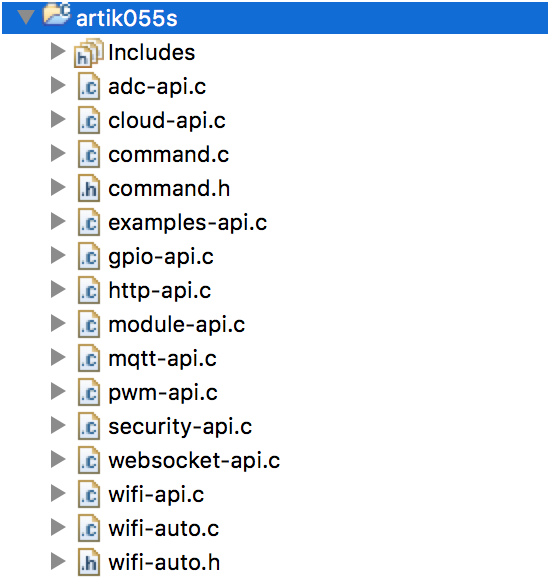 artik055s
Includes
adc-api.c
cloud-api.c
command.c
command.h
examples-api.c
gpio-api.c
http-api.c
module-api.c
mqtt-api.c
pwm-api.c
security-api.c
websocket-api.c
wifi-api.c
wifi-auto.c
wifi-auto.h